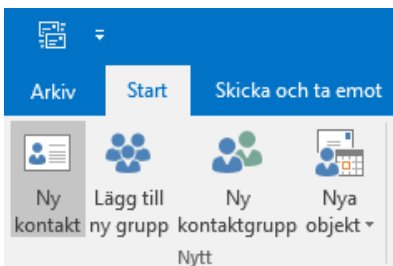 Arkiv Start Skicka och ta emot
Ny Lägg till Ny Nya
kontakt ny grupp kontaktgrupp objekt
Nytt